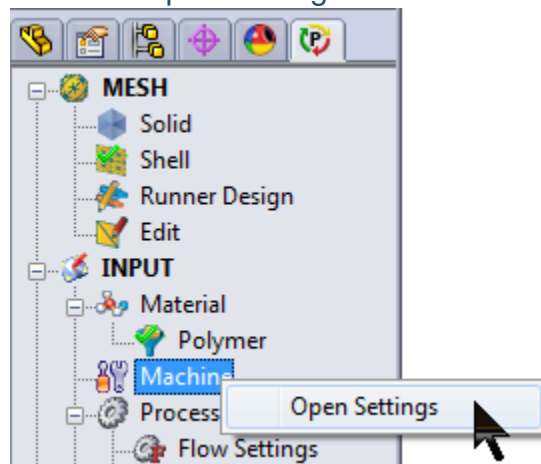 MESH
Solid
Shell
Runner Design
Edit
INPUT
Material
Polymer
Machine
Open Settings
Process
Flow Settings